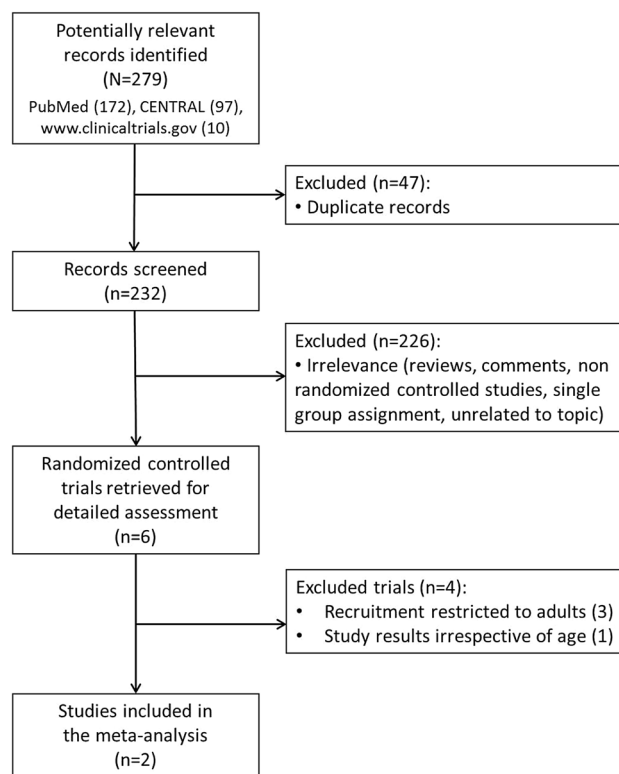 Potentially relevant
records identified
(N=279)
PubMed (172), CENTRAL (97),
www.clinicaltrials.gov (10)
Excluded (n=47):
• Duplicate records
Records screened
(n=232)
Excluded (n=226):
• Irrelevance (reviews, comments, non
randomized controlled studies, single
group assignment, unrelated to topic)
Randomized controlled
trials retrieved for
detailed assessment
(n=6)
Excluded trials (n=4):
• Recruitment restricted to adults (3)
• Study results irrespective of age (1)
Studies included in
the meta-analysis
(n=2)